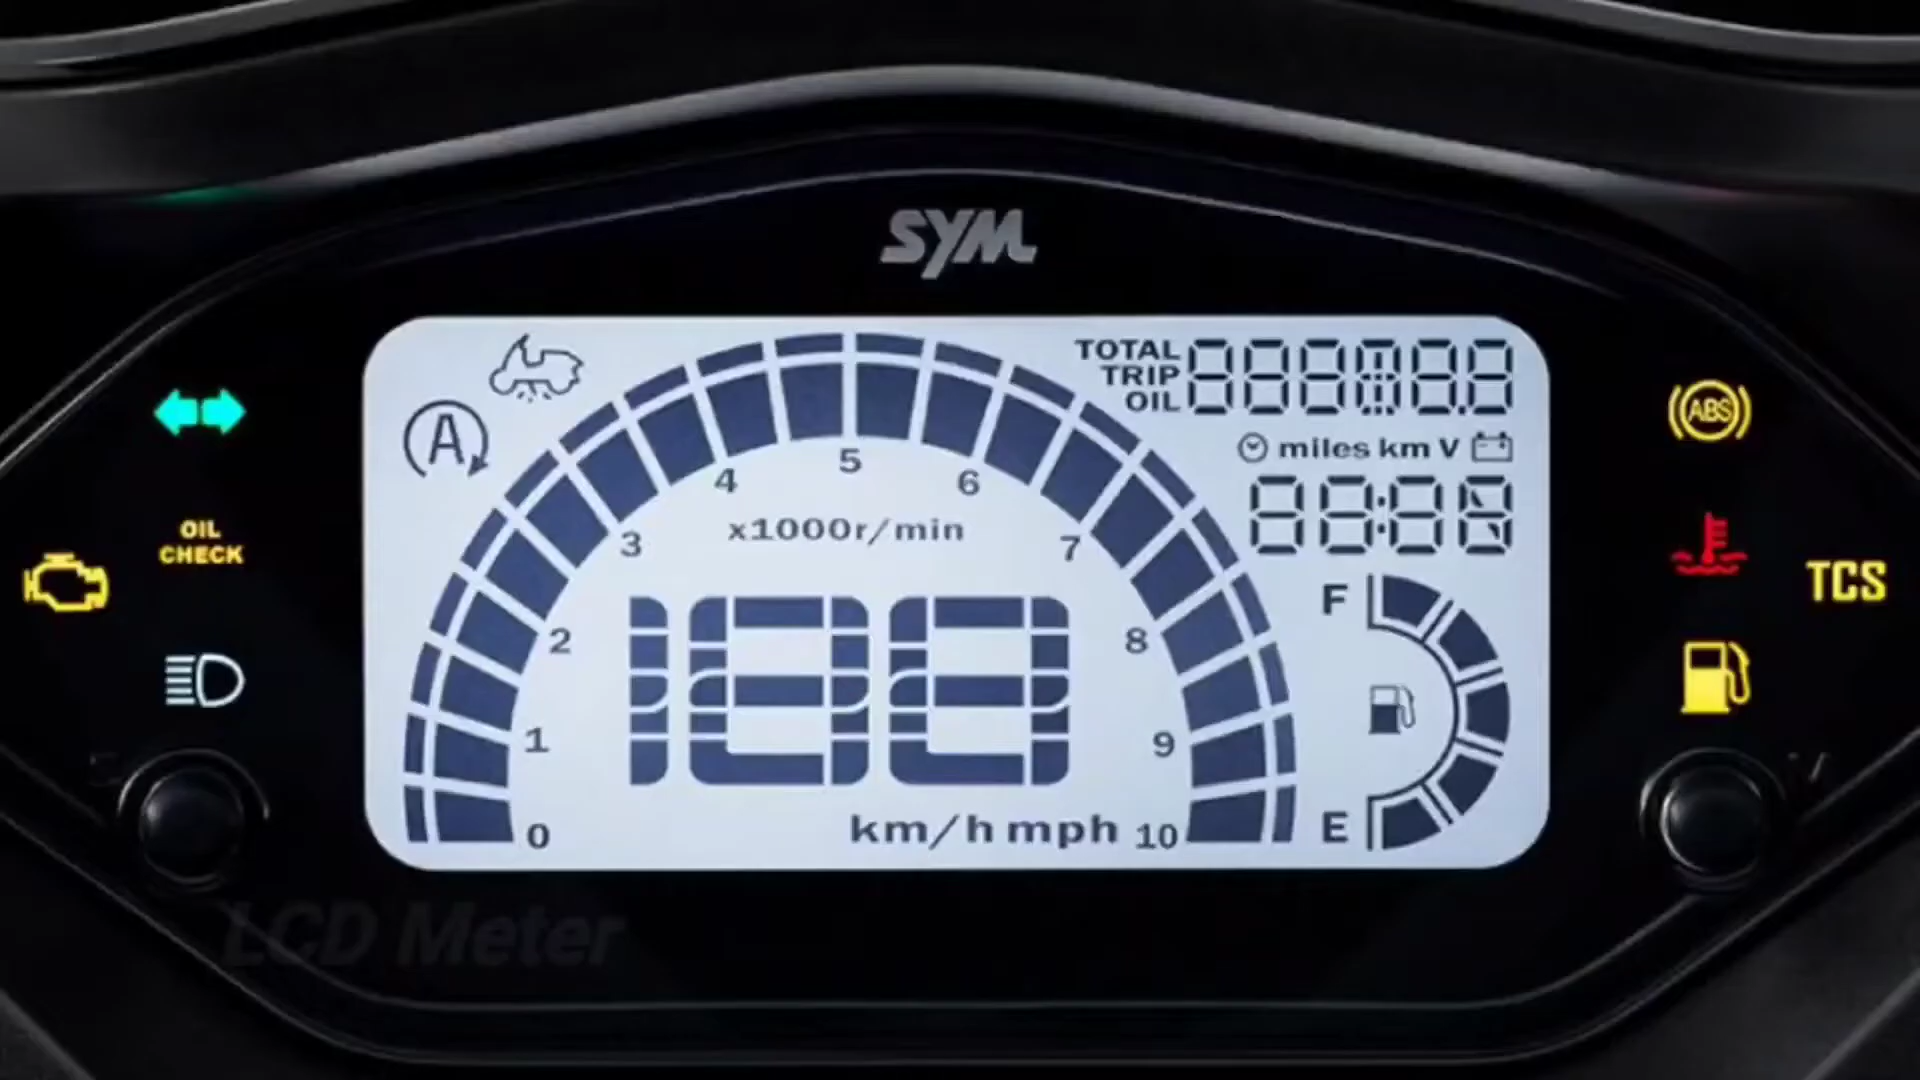 SYM
A
TOTAL 888888
TRIP
OIL
miles km V
88:88
0
1
2
3
4
5
6
7
8
9
10
x1000r/min
188
km/h mph
F
E
OIL
CHECK
ABS
TCS
LCD Meter